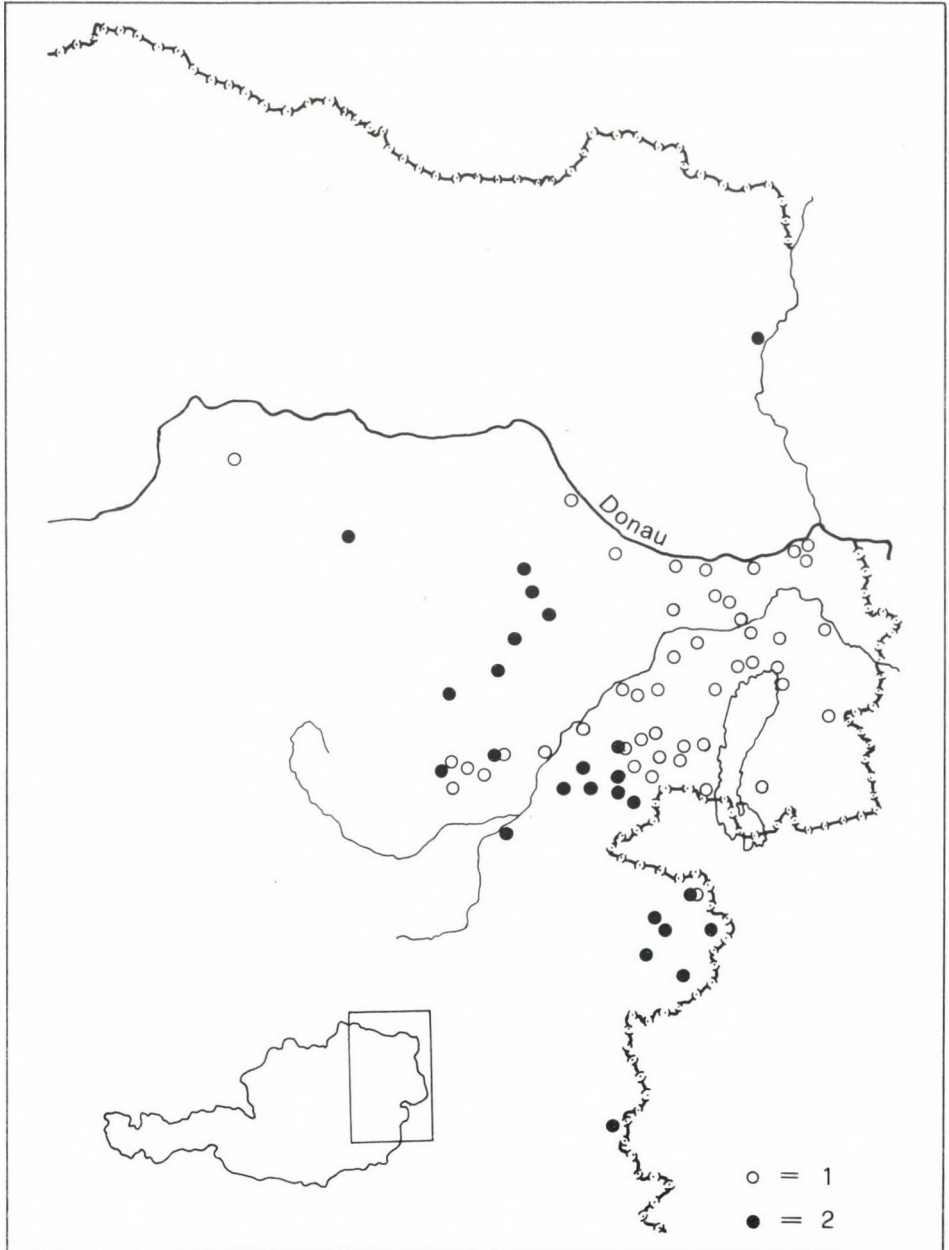 Donau
○ = 1
● = 2